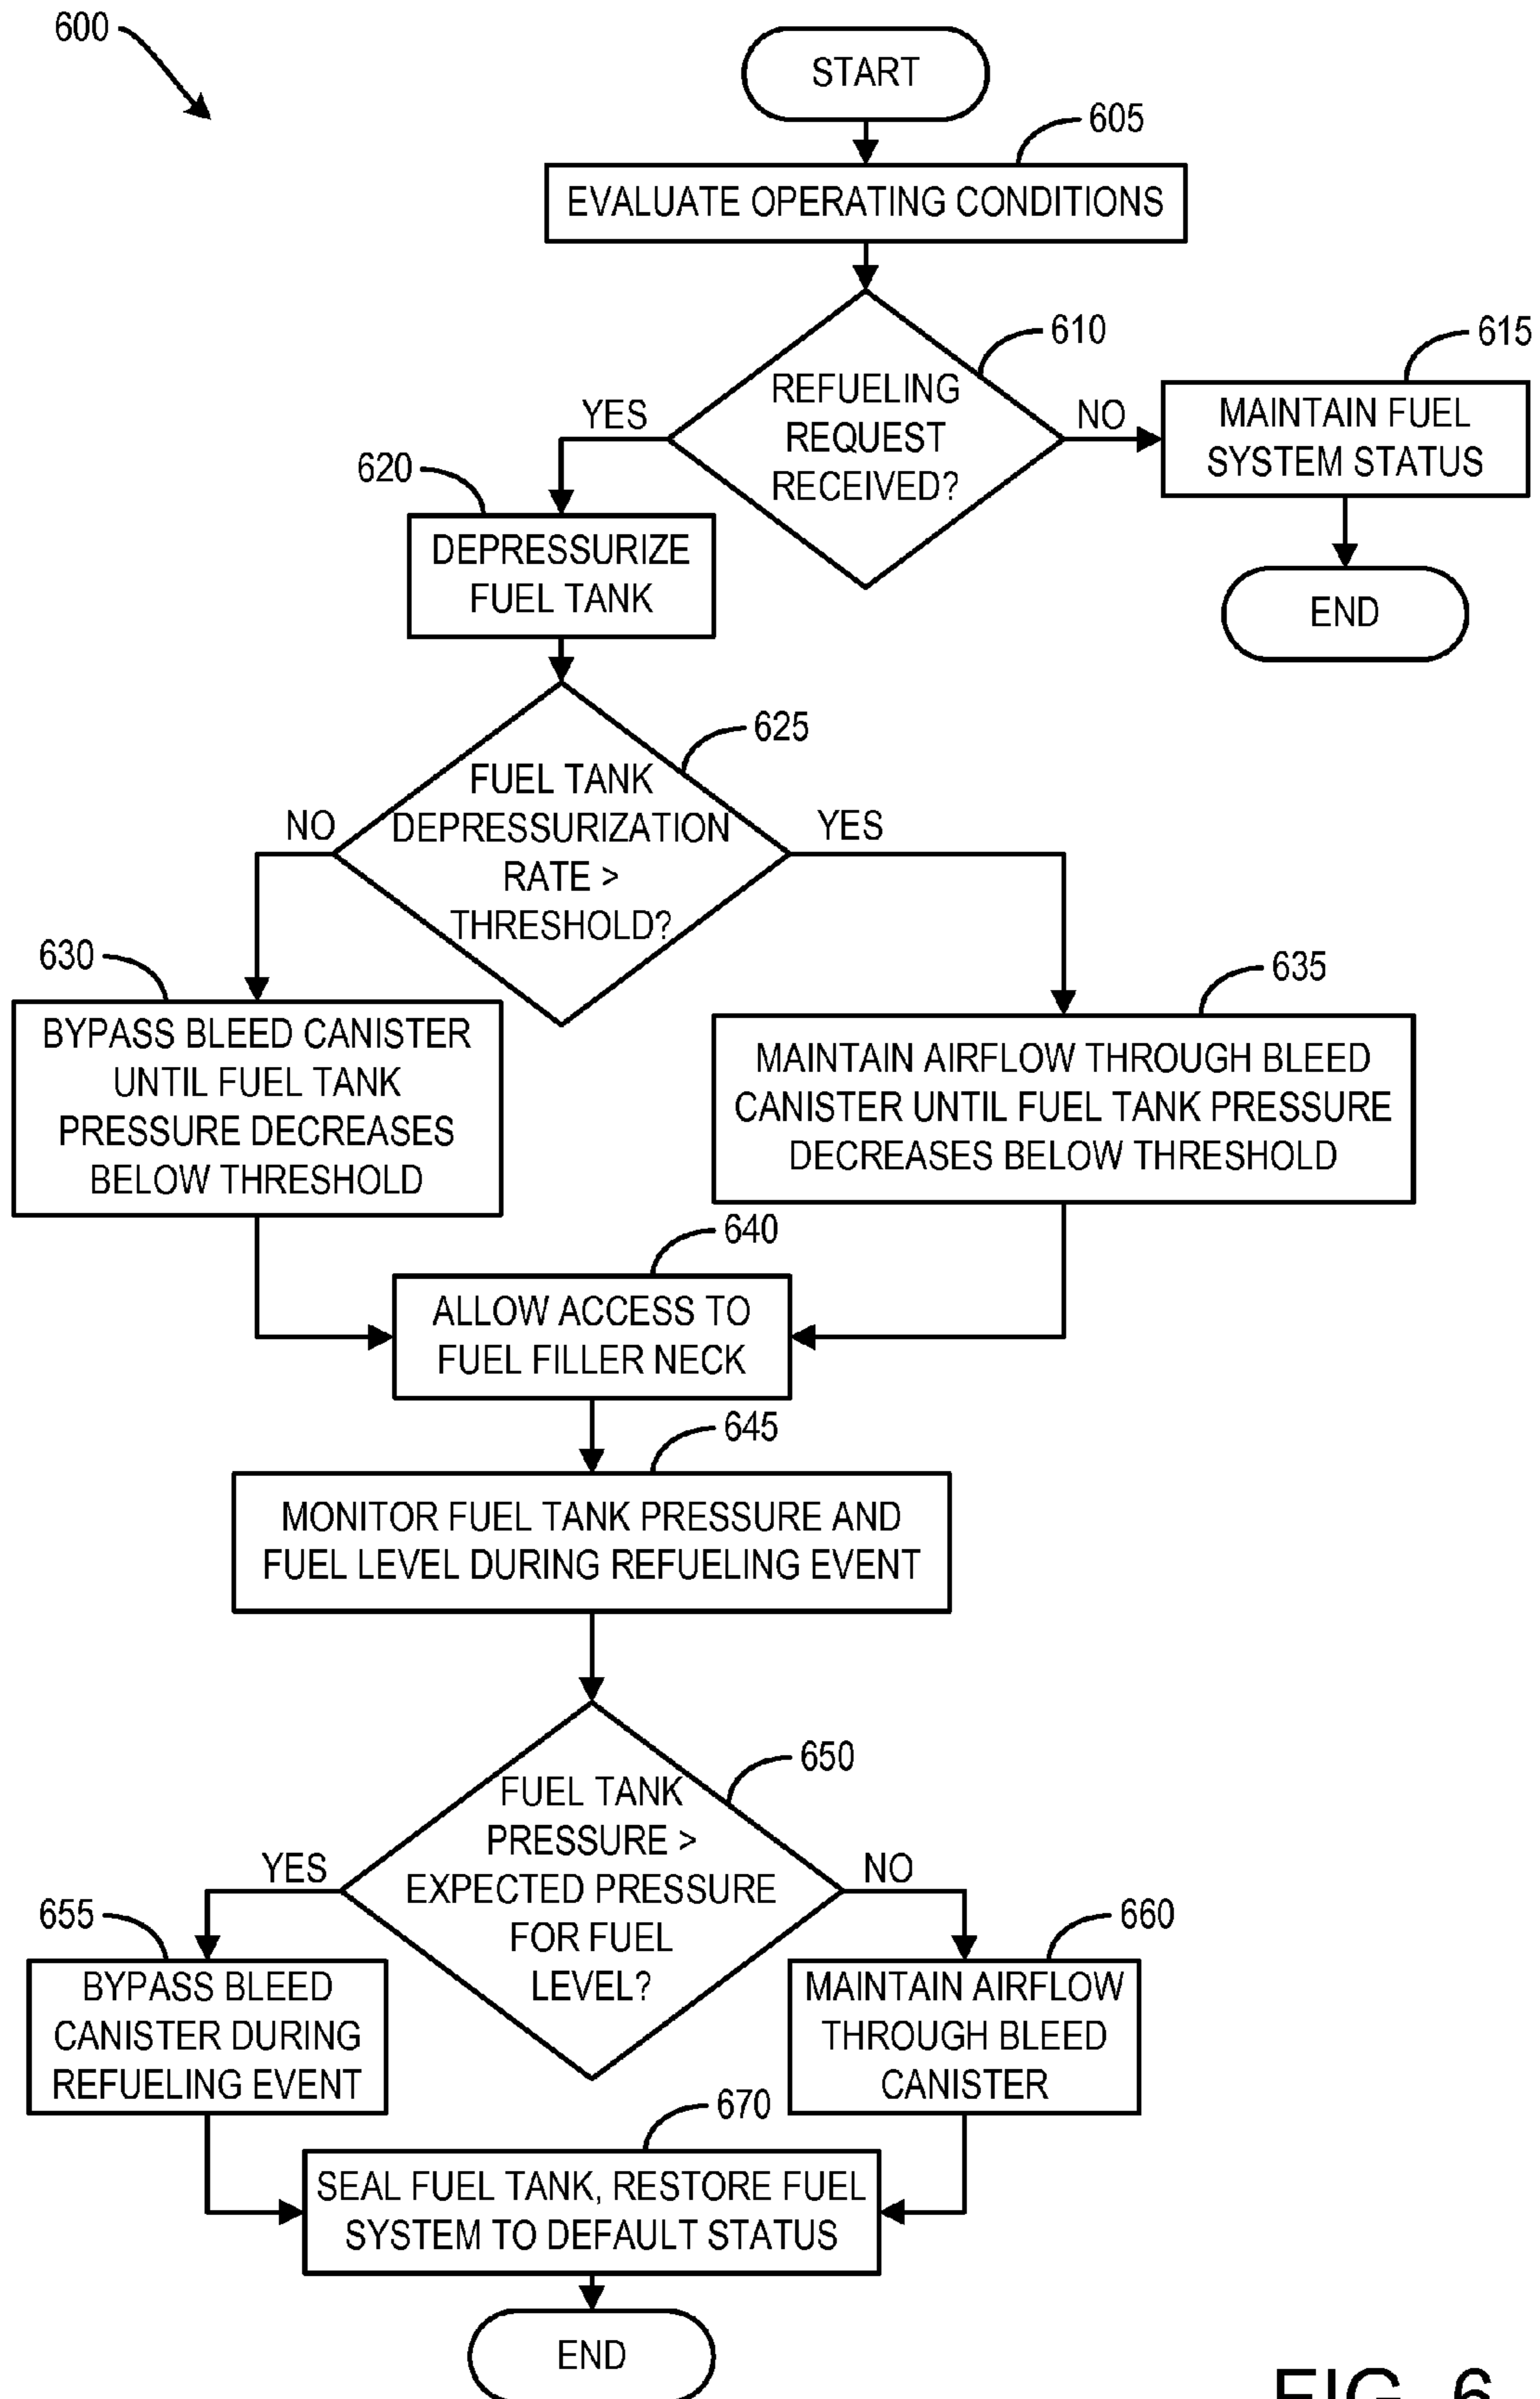 600
START
605
EVALUATE OPERATING CONDITIONS
610
REFUELING
REQUEST
RECEIVED?
YES
NO
615
MAINTAIN FUEL
SYSTEM STATUS
END
620
DEPRESSURIZE
FUEL TANK
625
FUEL TANK
DEPRESSURIZATION
RATE >
THRESHOLD?
NO
YES
630
BYPASS BLEED CANISTER
UNTIL FUEL TANK
PRESSURE DECREASES
BELOW THRESHOLD
635
MAINTAIN AIRFLOW THROUGH BLEED
CANISTER UNTIL FUEL TANK PRESSURE
DECREASES BELOW THRESHOLD
640
ALLOW ACCESS TO
FUEL FILLER NECK
645
MONITOR FUEL TANK PRESSURE AND
FUEL LEVEL DURING REFUELING EVENT
650
FUEL TANK
PRESSURE >
EXPECTED PRESSURE
FOR FUEL
LEVEL?
YES
NO
655
BYPASS BLEED
CANISTER DURING
REFUELING EVENT
660
MAINTAIN AIRFLOW
THROUGH BLEED
CANISTER
670
SEAL FUEL TANK, RESTORE FUEL
SYSTEM TO DEFAULT STATUS
END
FIG. 6